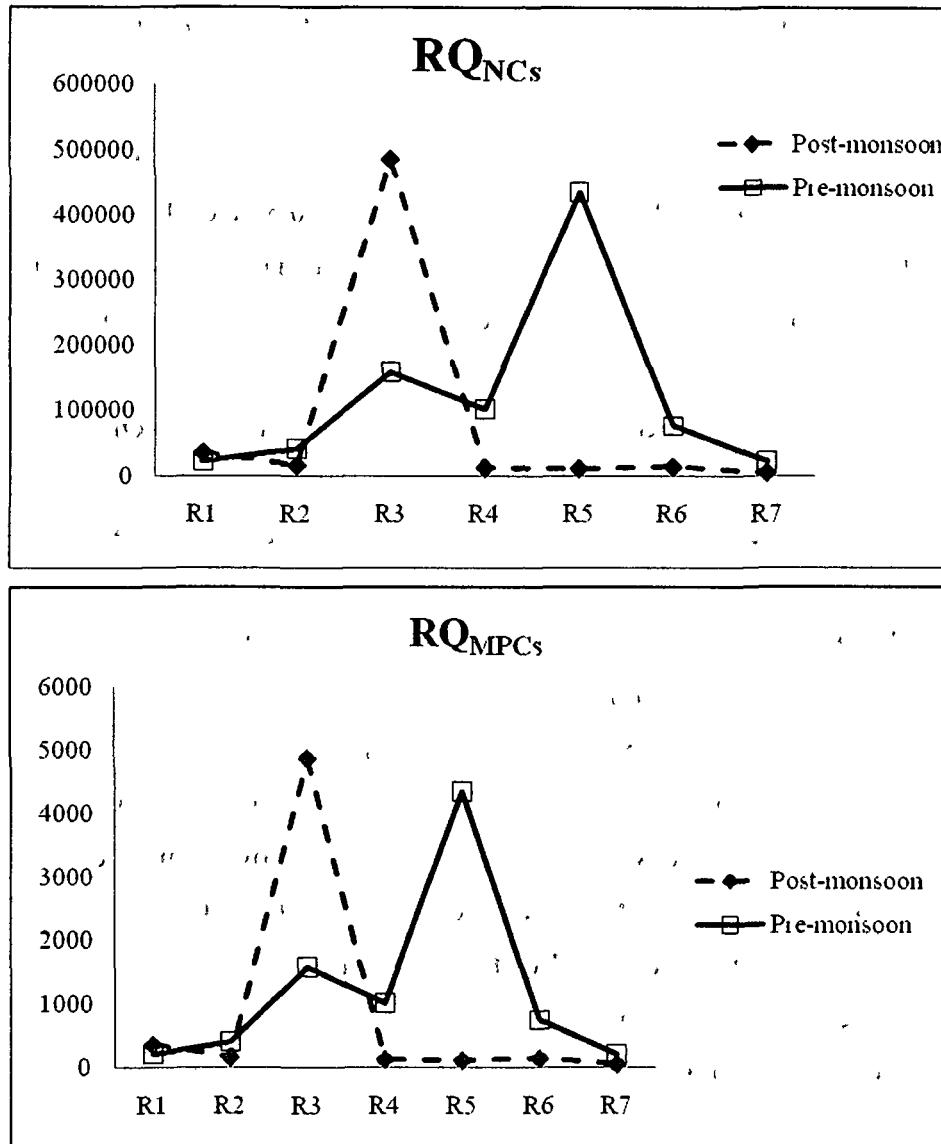 RQNCs
600000
500000
400000
300000
200000
100000
0
Post-monsoon
Pre-monsoon
R1 R2 R3 R4 R5 R6 R7
RQMPCs
6000
5000
4000
3000
2000
1000
0
Post-monsoon
Pre-monsoon
R1 R2 R3 R4 R5 R6 R7